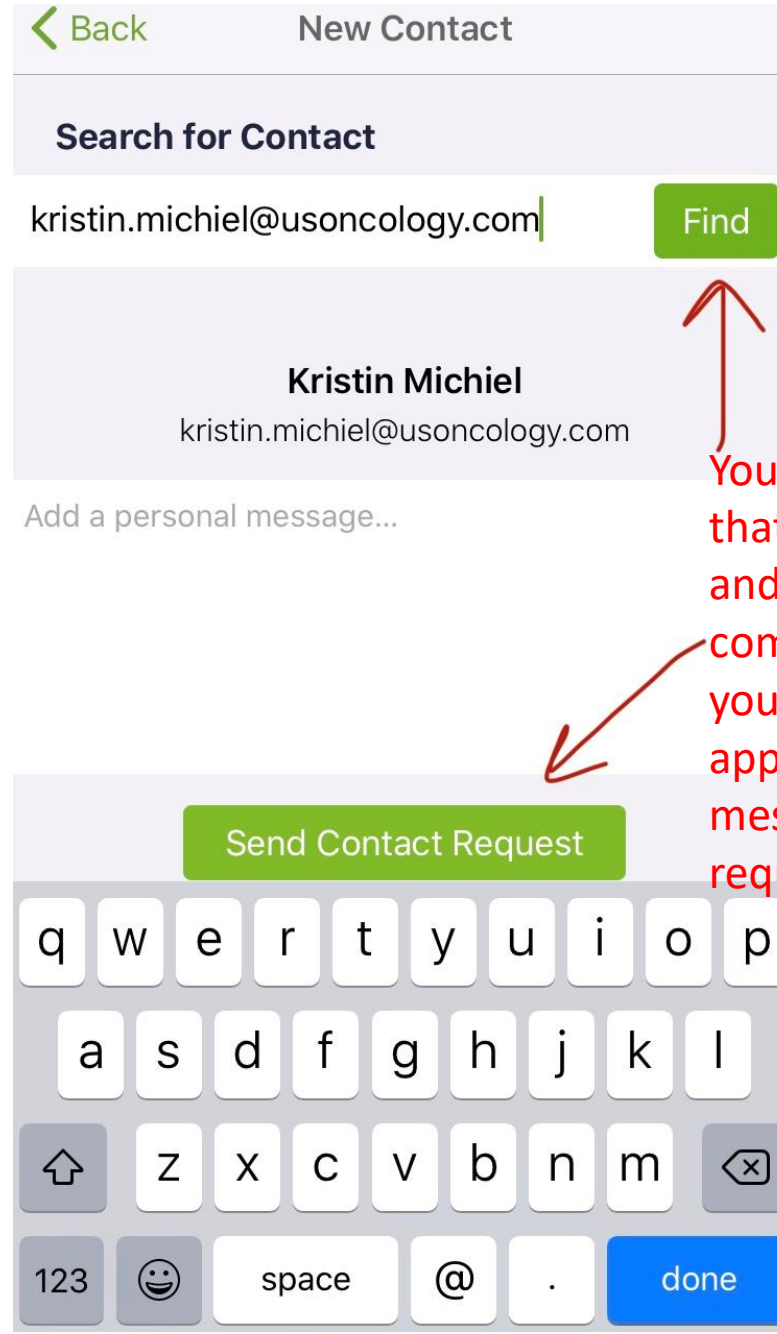 Back New Contact
Search for Contact
kristin.michiel@usoncology.com Find
Kristin Michiel
kristin.michiel@usoncology.com
Add a personal message...
You
and
you
Send Contact Request
q w e r t y u i o p
a s d f g h j k l
z x c v b n m
123 space @ . done